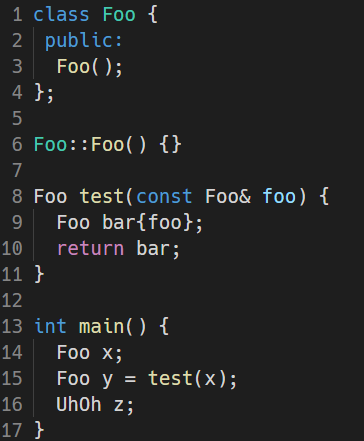 1 class Foo {
2  public:
3   Foo();
4 };
5
6 Foo::Foo() {}
7
8 Foo test(const Foo& foo) {
9   Foo bar{foo};
10   return bar;
11 }
12
13 int main() {
14   Foo x;
15   Foo y = test(x);
16   UhOh z;
17 }